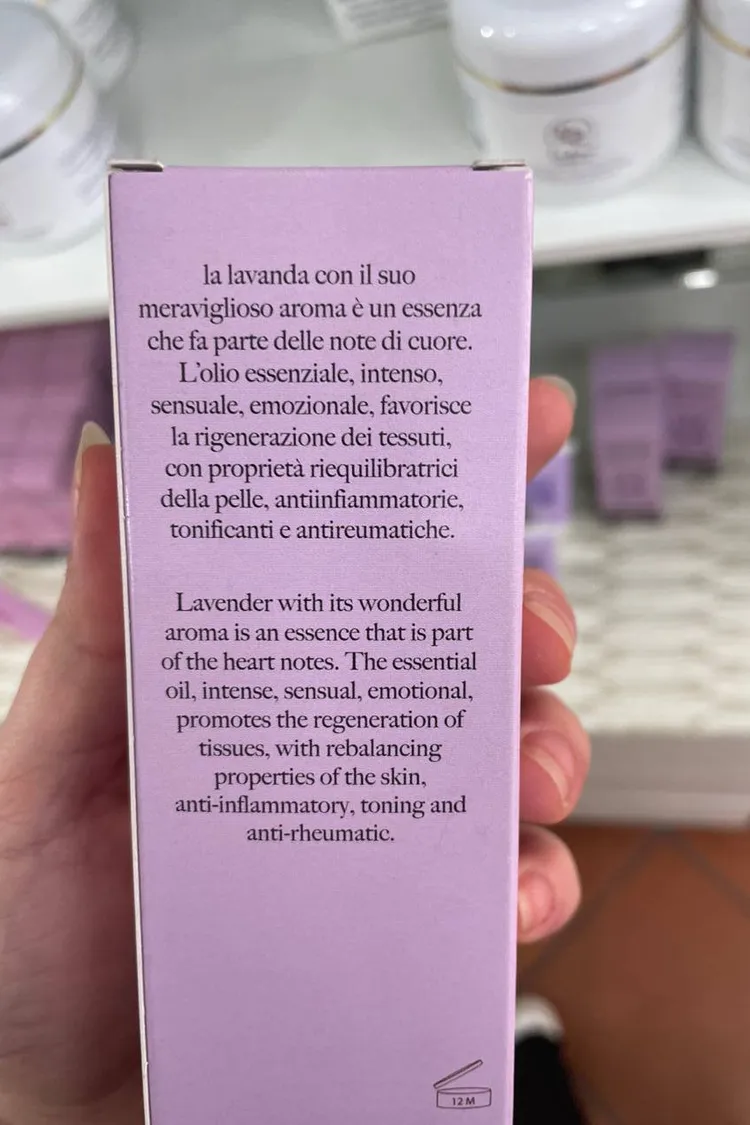 la lavanda con il suo
meraviglioso aroma è un essenza
che fa parte delle note di cuore.
L'olio essenziale, intenso,
sensuale, emozionale, favorisce
la rigenerazione dei tessuti,
con proprietà riequilibratrici
della pelle, antiinfiammatorie,
tonificanti e antireumatiche.
Lavender with its wonderful
aroma is an essence that is part
of the heart notes. The essential
oil, intense, sensual, emotional,
promotes the regeneration of
tissues, with rebalancing
properties of the skin,
anti-inflammatory, toning and
anti-rheumatic.
12 M